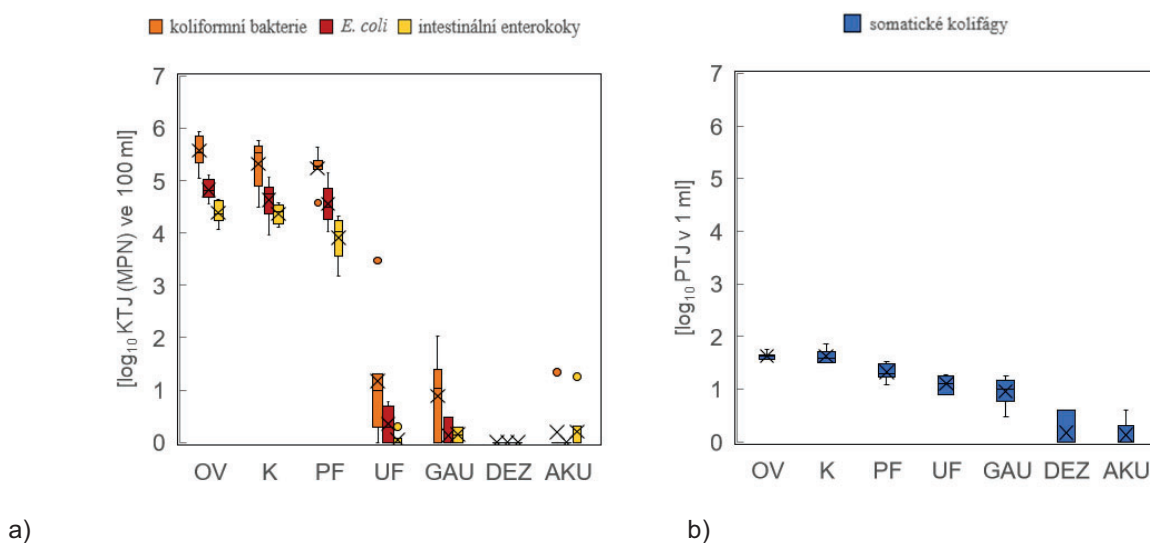 koliformní bakterie E. coli intestinální enterokoky
somatické kolifágy
[log10 KTJ (MPN) ve 100 ml]
7
6
5
4
3
2
1
0
OV K PF UF GAU DEZ AKU
[log10 PTJ v 1 ml]
7
6
5
4
3
2
1
0
OV K PF UF GAU DEZ AKU
a)
b)